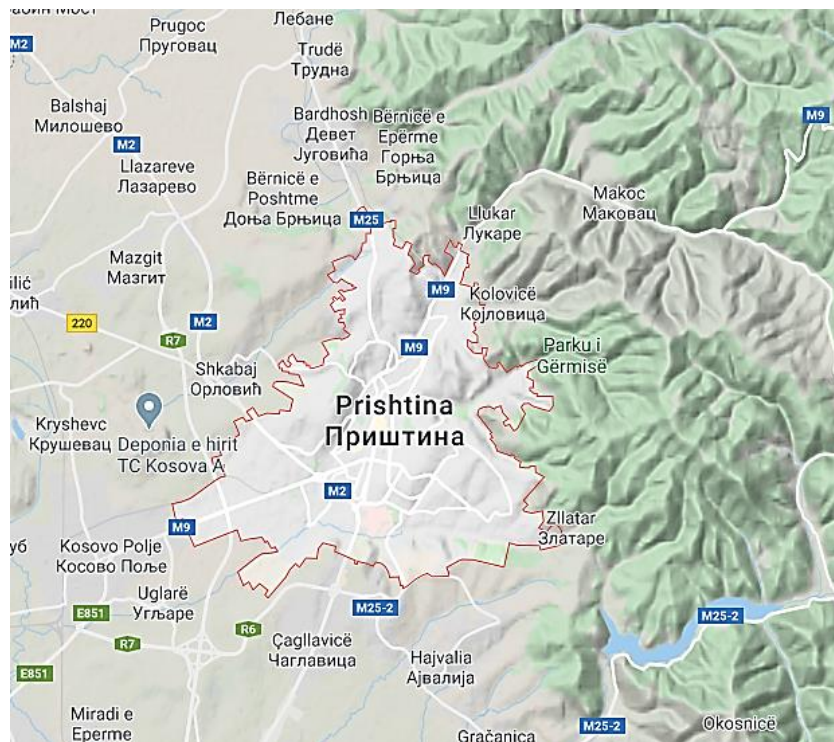 Prugoc
Пруговац
Лебане
M2
Trudë
Трудна
Balshaj
Милошево
Bardhosh
Девет
Југовића
Bërnicë e
Epërme
Горња
Брњица
M9
M2
Llazareve
Лазарево
Bërnicë e
Poshtme
Доња Брњица
M25
Llukar
Лукаре
Makoc
Маковац
Mazgit
Мазгит
ilić
лић
M9
Kolovicë
Којловица
220
M2
R7
M9
Parku i
Gërmisë
Shkabaj
Орловић
Prishtina
Приштина
Kryshevc
Крушевац
Deponia e hirit
TC Kosova A
M2
M9
Zllatar
Златаре
уб
Kosovo Polje
Косово Поље
Uglarë
Угљаре
E851
M25-2
M25-2
R7
R6
Çagllavicë
Чаглавица
Hajvalia
Ајвалија
E851
Miradi e
Eperme
Gračanica
M25-2
Okosnicë